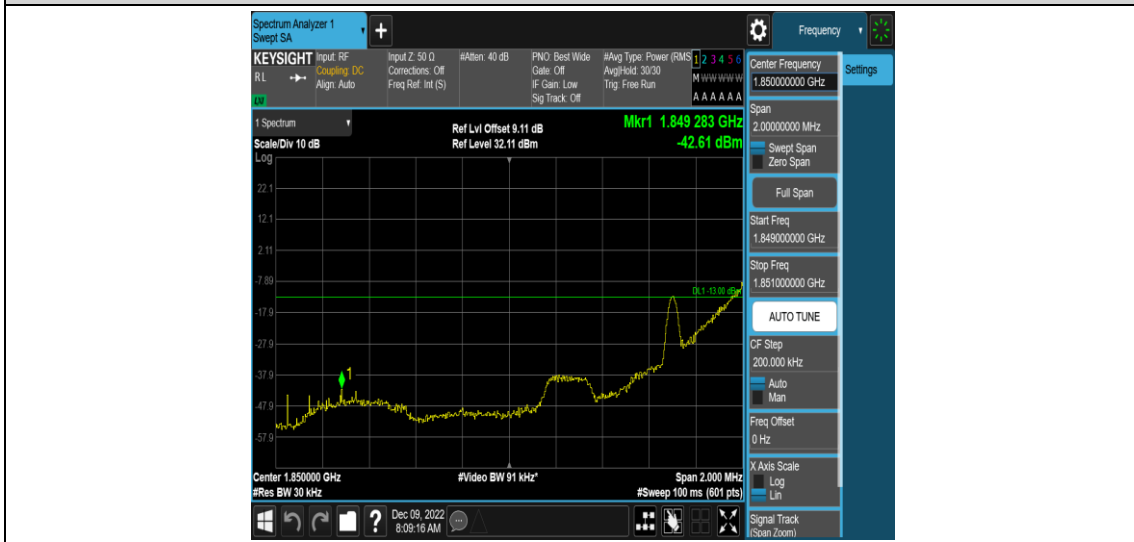 Spectrum Analyzer 1
Swept SA
Frequency
KEYSIGHT
RL
Input: RF
Coupling: DC
Align: Auto
Input Z: 50 Ω
Corrections: Off
Freq Ref: Int (S)
#Atten: 40 dB
PNO: Best Wide
Gate: Off
IF Gain: Low
Sig Track: Off
#Avg Type: Power (RMS
Avg|Hold: 30/30
Trig: Free Run
1 2 3 4 5 6
M W W W W W
A A A A A A
1 Spectrum
Scale/Div 10 dB
Log
Ref Lvl Offset 9.11 dB
Ref Level 32.11 dBm
Mkr1 1.849 283 GHz
-42.61 dBm
22.1
12.1
2.11
-7.89
DL1 -13.00 dBm
-17.9
-27.9
-37.9
1
-47.9
-57.9
Center 1.850000 GHz
#Res BW 30 kHz
#Video BW 91 kHz*
Span 2.000 MHz
#Sweep 100 ms (601 pts)
Dec 09, 2022
8:09:16 AM
?
Center Frequency
1.850000000 GHz
Settings
Span
2.00000000 MHz
Swept Span
Zero Span
Full Span
Start Freq
1.849000000 GHz
Stop Freq
1.851000000 GHz
AUTO TUNE
CF Step
200.000 kHz
Auto
Man
Freq Offset
0 Hz
X Axis Scale
Log
Lin
Signal Track
(Span Zoom)